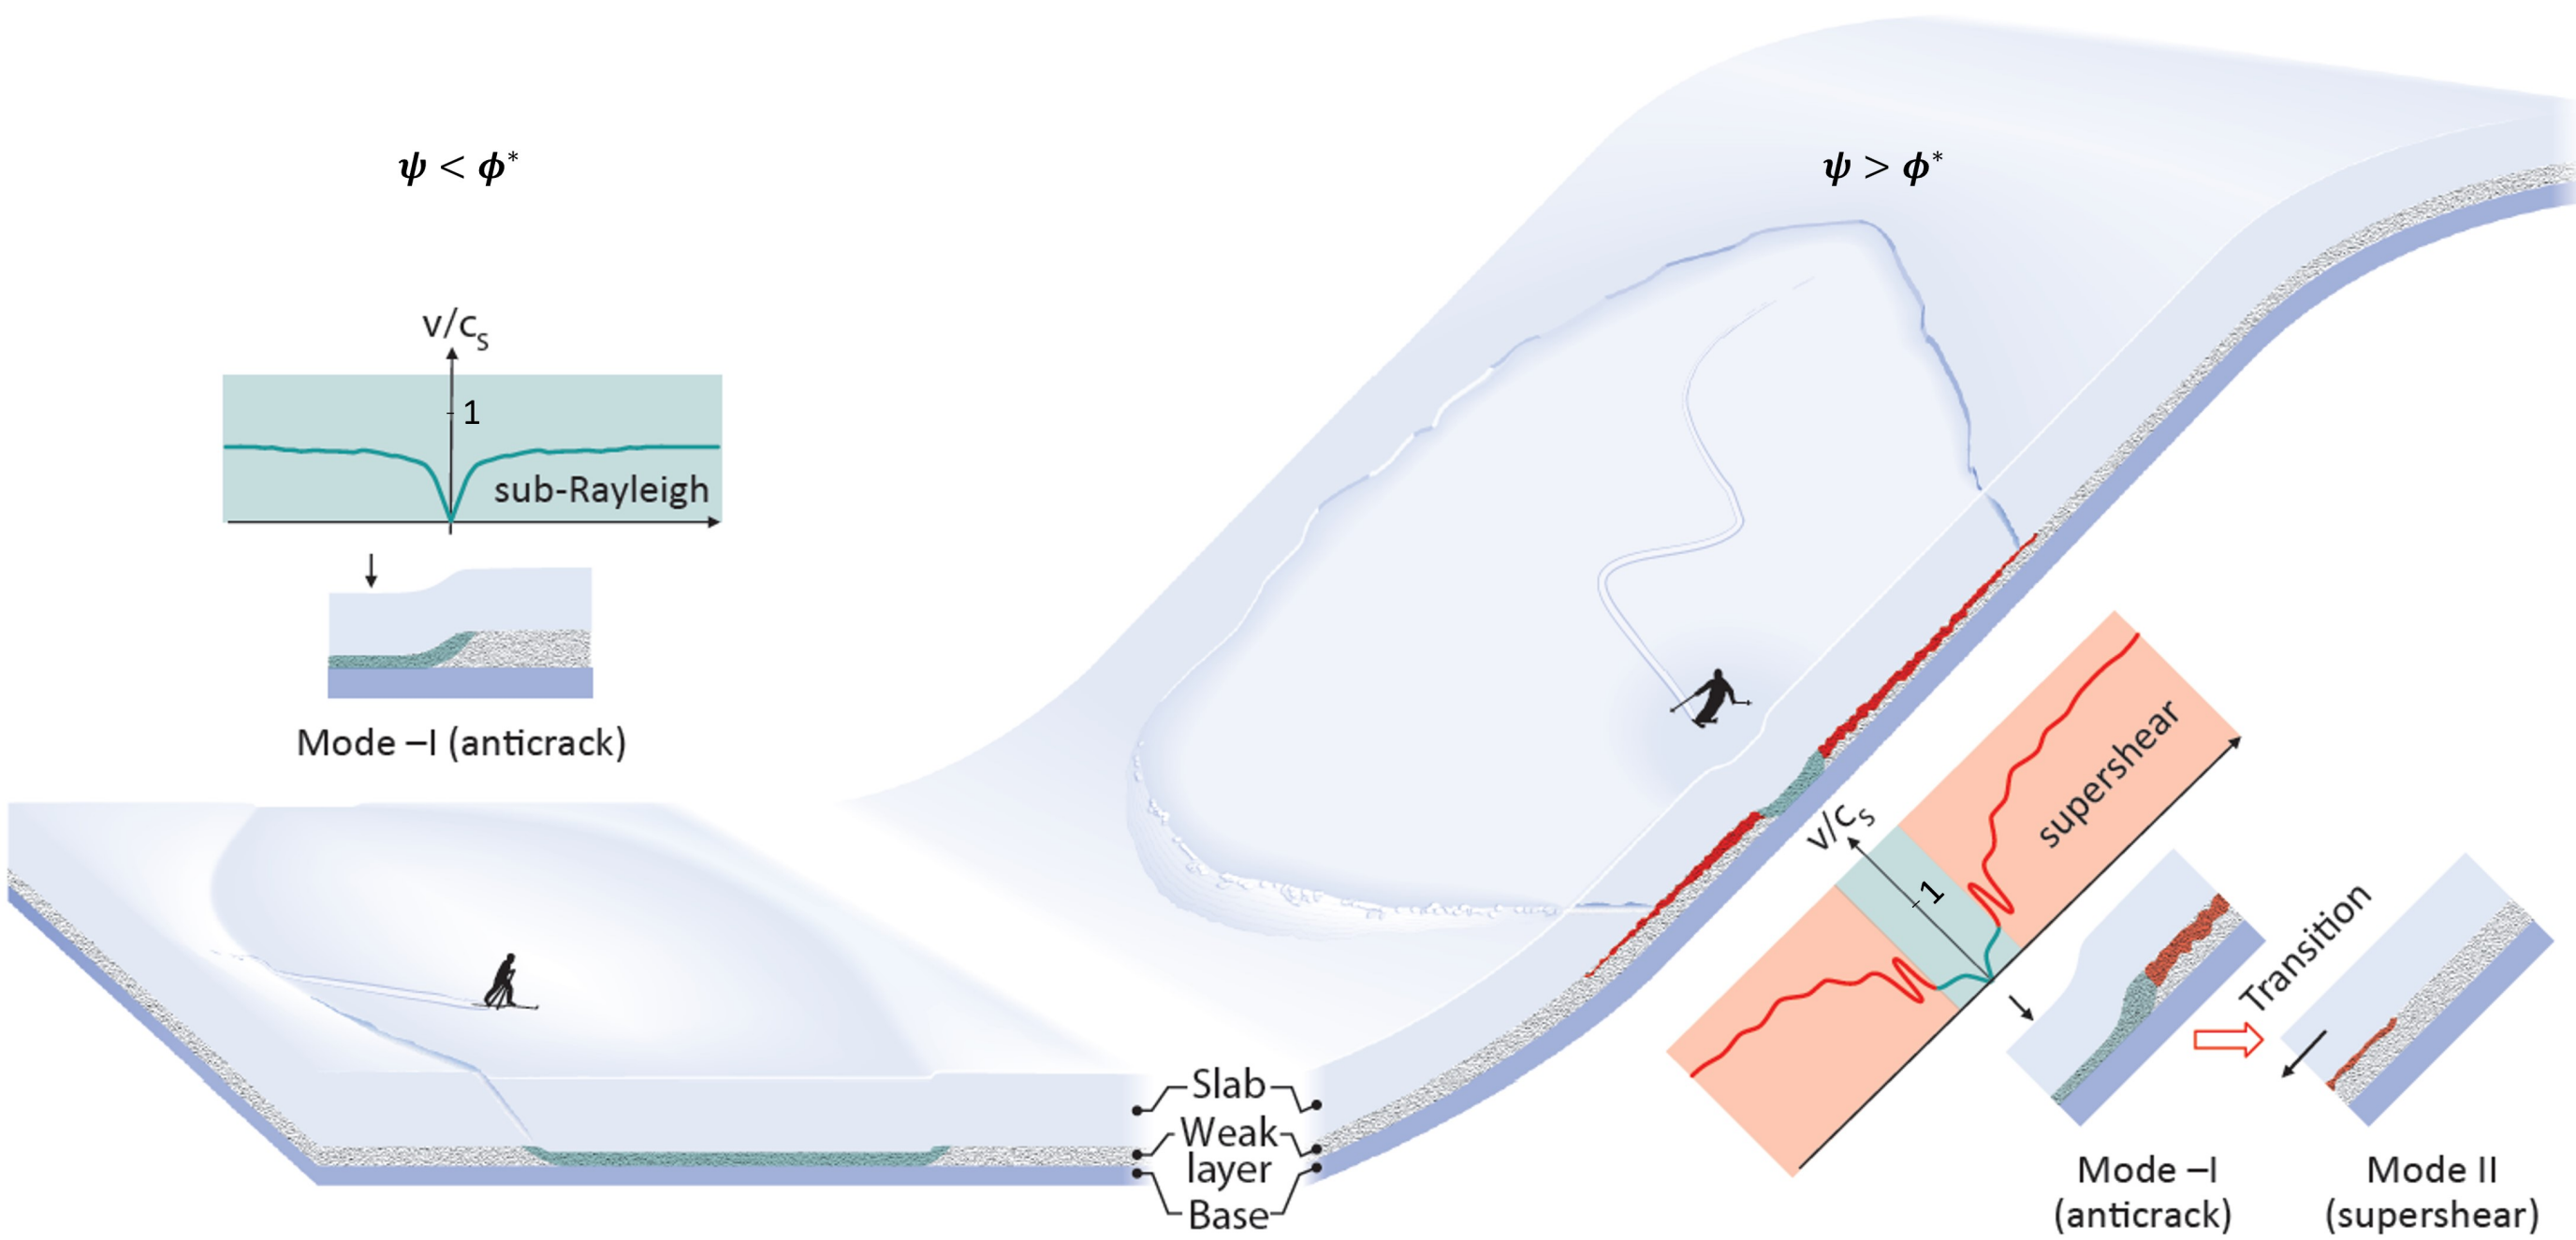 ψ < ϕ*
ψ > ϕ*
v/cs
1
sub-Rayleigh
Mode –I (anticrack)
supershear
v/cs
1
Transition
Slab
Weak
layer
Base
Mode –I
(anticrack)
Mode II
(supershear)